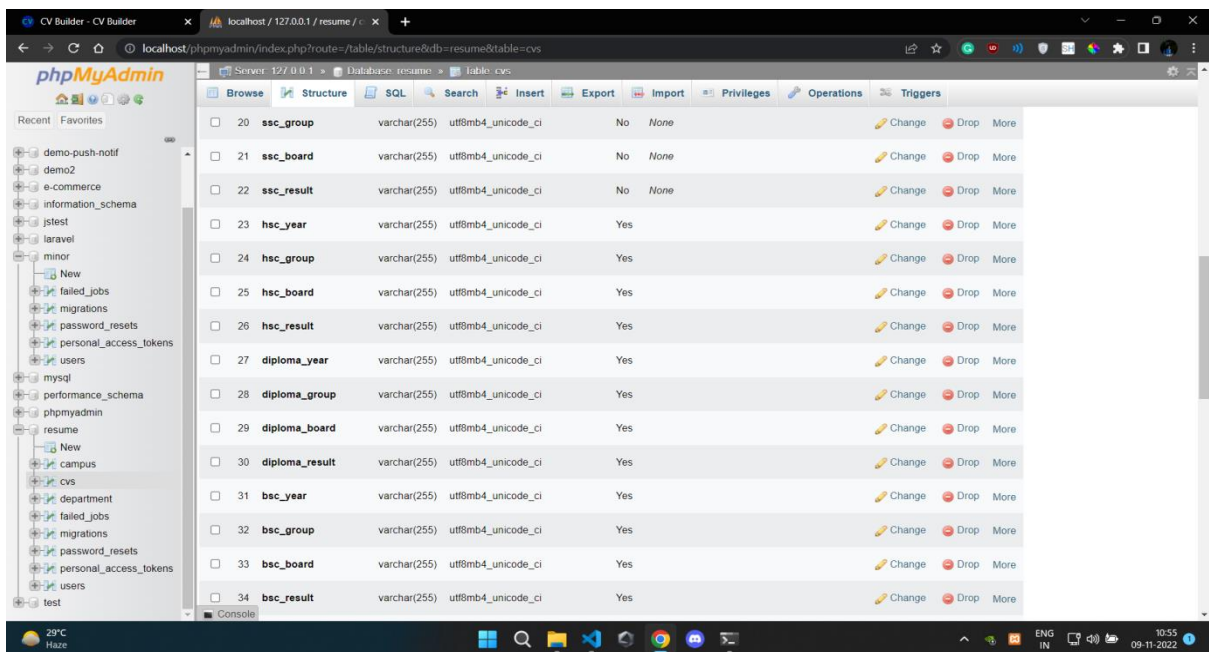 CV Builder - CV Builder
localhost / 127.0.0.1 / resume / c
localhost/phpmyadmin/index.php?route=/table/structure&db=resume&table=cvs
phpMyAdmin
Recent Favorites
demo-push-notif
demo2
e-commerce
information_schema
jstest
laravel
minor
New
failed_jobs
migrations
password_resets
personal_access_tokens
users
mysql
performance_schema
phpmyadmin
resume
New
campus
cvs
department
failed_jobs
migrations
password_resets
personal_access_tokens
users
test
Server: 127.0.0.1 » Database: resume » Table: cvs
Browse Structure SQL Search Insert Export Import Privileges Operations Triggers
20 ssc_group varchar(255) utf8mb4_unicode_ci No None Change Drop More
21 ssc_board varchar(255) utf8mb4_unicode_ci No None Change Drop More
22 ssc_result varchar(255) utf8mb4_unicode_ci No None Change Drop More
23 hsc_year varchar(255) utf8mb4_unicode_ci Yes Change Drop More
24 hsc_group varchar(255) utf8mb4_unicode_ci Yes Change Drop More
25 hsc_board varchar(255) utf8mb4_unicode_ci Yes Change Drop More
26 hsc_result varchar(255) utf8mb4_unicode_ci Yes Change Drop More
27 diploma_year varchar(255) utf8mb4_unicode_ci Yes Change Drop More
28 diploma_group varchar(255) utf8mb4_unicode_ci Yes Change Drop More
29 diploma_board varchar(255) utf8mb4_unicode_ci Yes Change Drop More
30 diploma_result varchar(255) utf8mb4_unicode_ci Yes Change Drop More
31 bsc_year varchar(255) utf8mb4_unicode_ci Yes Change Drop More
32 bsc_group varchar(255) utf8mb4_unicode_ci Yes Change Drop More
33 bsc_board varchar(255) utf8mb4_unicode_ci Yes Change Drop More
34 bsc_result varchar(255) utf8mb4_unicode_ci Yes Change Drop More
Console
29°C
Haze
ENG
IN
10:55
09-11-2022